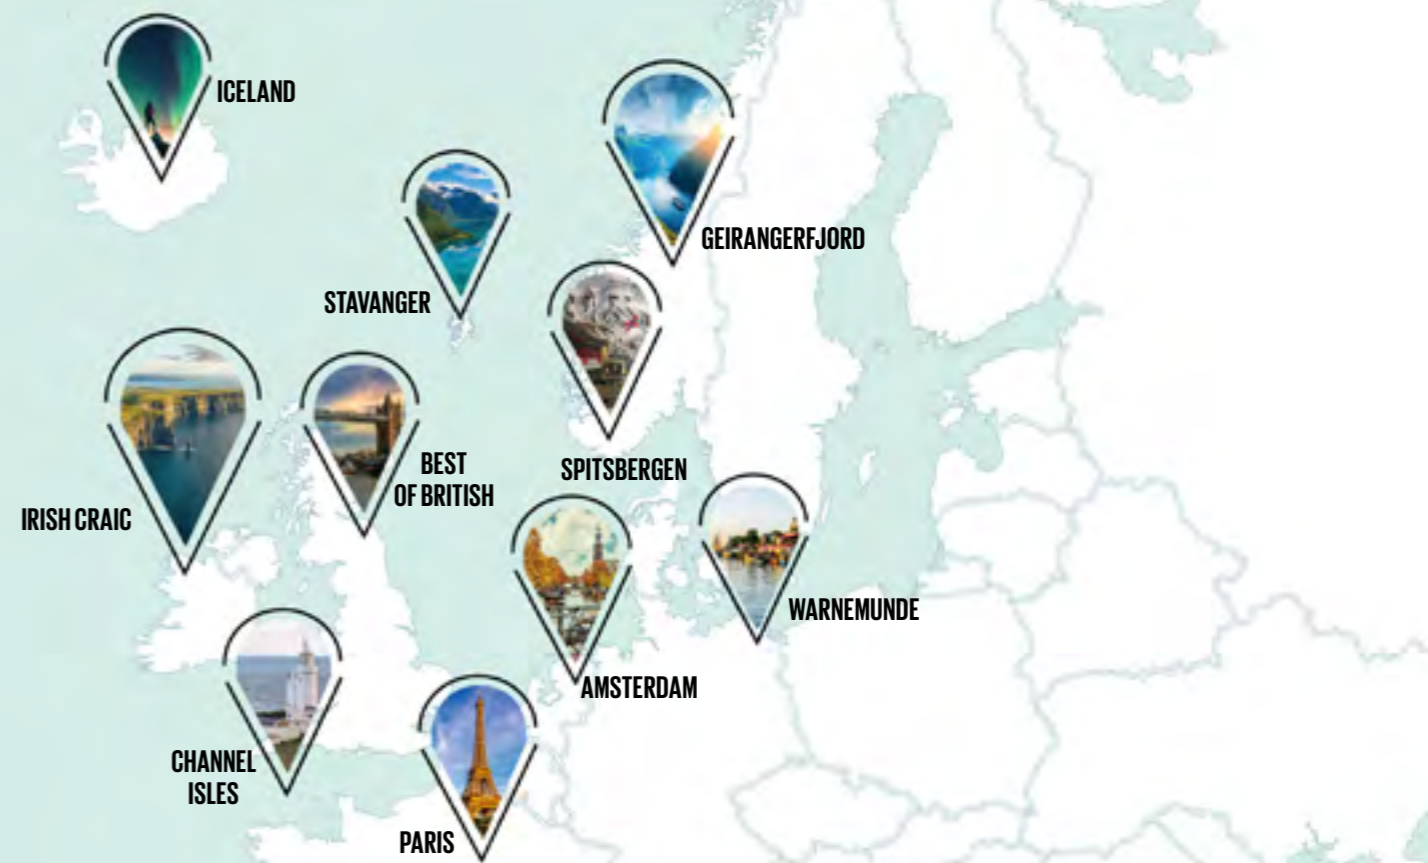 ICELAND
GEIRANGERFJORD
STAVANGER
SPITSBERGEN
BEST
OF BRITISH
IRISH CRAIC
WARNEMUNDE
AMSTERDAM
CHANNEL
ISLES
PARIS